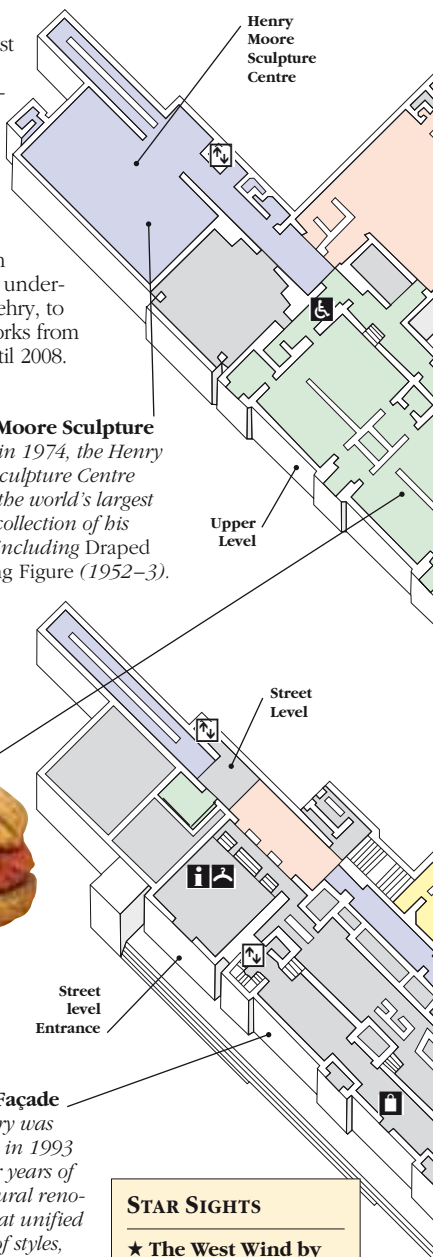 Henry
Moore
Sculpture
Centre
st
-
n
under-
ehry, to
orks from
til 2008.
Moore Sculpture
in 1974, the Henry
culpture Centre
the world's largest
collection of his
including Draped
ng Figure (1952–3).
Upper
Level
Street
Level
i
Street
level
Entrance
Façade
ry was
in 1993
r years of
ural reno-
at unified
of styles,
STAR SIGHTS
★ The West Wind by